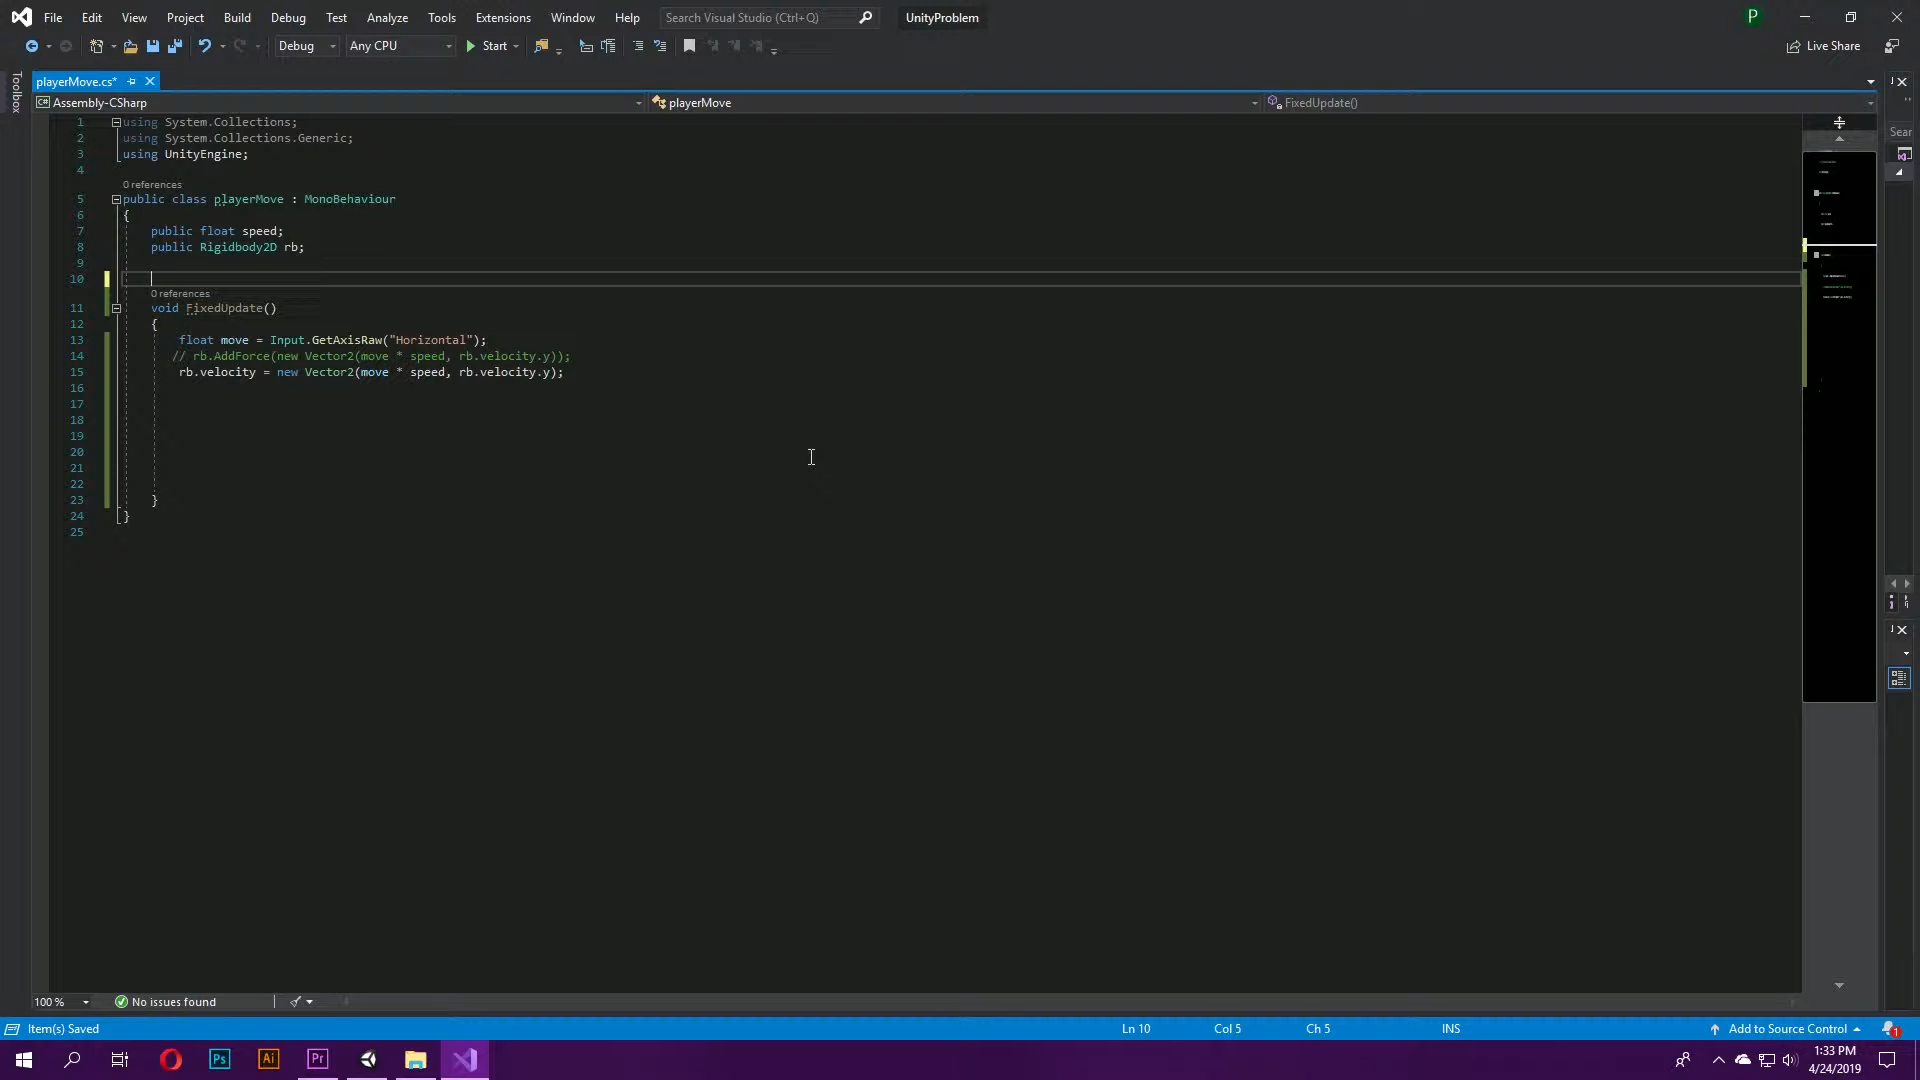 File Edit View Project Build Debug Test Analyze Tools Extensions Window Help Search Visual Studio (Ctrl+Q) UnityProblem P
Debug Any CPU Start Live Share
Toolbox
playerMove.cs*
Assembly-CSharp playerMove FixedUpdate()
1 using System.Collections;
2 using System.Collections.Generic;
3 using UnityEngine;
4
0 references
5 public class playerMove : MonoBehaviour
6 {
7 public float speed;
8 public Rigidbody2D rb;
9
10
0 references
11 void FixedUpdate()
12 {
13 float move = Input.GetAxisRaw("Horizontal");
14 // rb.AddForce(new Vector2(move * speed, rb.velocity.y));
15 rb.velocity = new Vector2(move * speed, rb.velocity.y);
16
17
18
19
20
21
22
23 }
24 }
25
Sear
100 % No issues found
Item(s) Saved Ln 10 Col 5 Ch 5 INS Add to Source Control 1
Ps Ai Pr 1:33 PM
4/24/2019